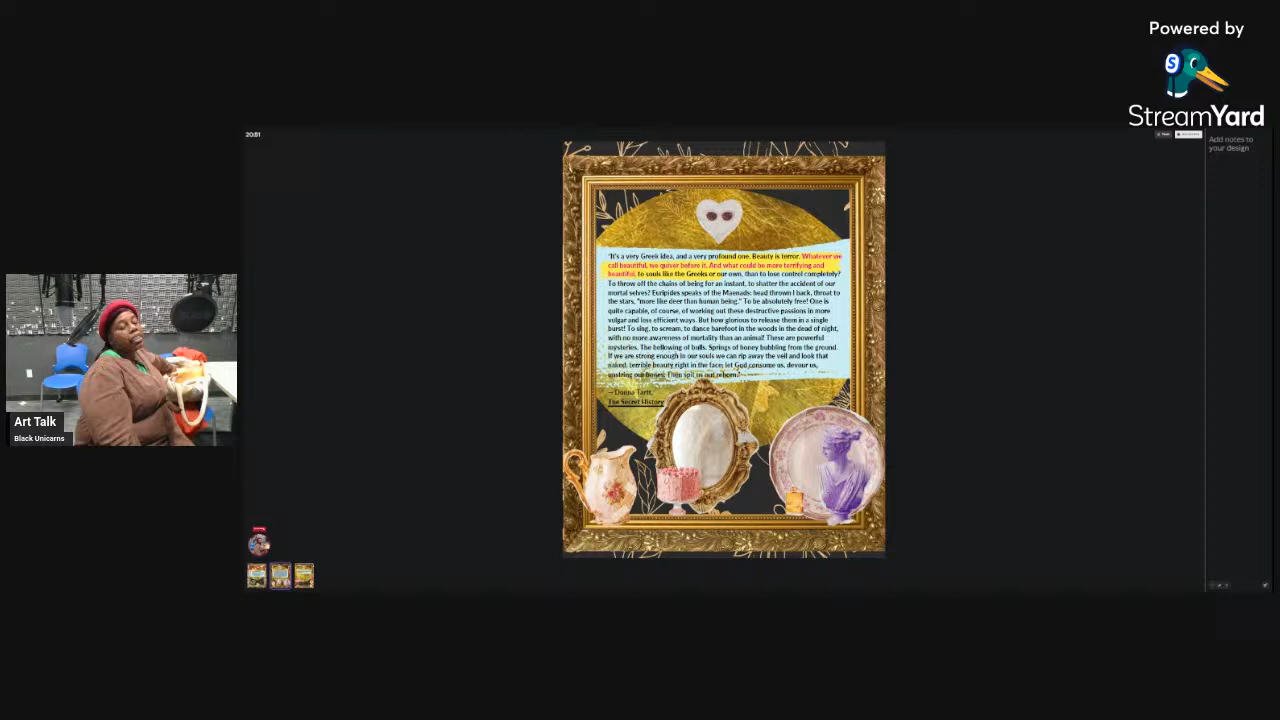 Powered by
StreamYard
20:51
Add notes to
your design
"It's a very Greek idea, and a very profound one. Beauty is terror. Whatever we
call beautiful, we quiver before it. And what could be more terrifying and
beautiful, to souls like the Greeks or our own, than to lose control completely?
To throw off the chains of being for an instant, to shatter the accident of our
mortal selves? Euripides speaks of the Maenads: head thrown I back, throat to
the stars, "more like deer than human being." To be absolutely free! One is
quite capable, of course, of working out these destructive passions in more
vulgar and less efficient ways. But how glorious to release them in a single
burst! To sing, to scream, to dance barefoot in the woods in the dead of night,
with no more awareness of mortality than an animal! These are powerful
mysteries. The bellowing of bulls. Springs of honey bubbling from the ground.
If we are strong enough in our souls we can rip away the veil and look that
naked, terrible beauty right in the face; let God consume us, devour us,
unstring our bones. Then spit us out reborn."
— Donna Tartt,
The Secret History
Art Talk
Black Unicarns